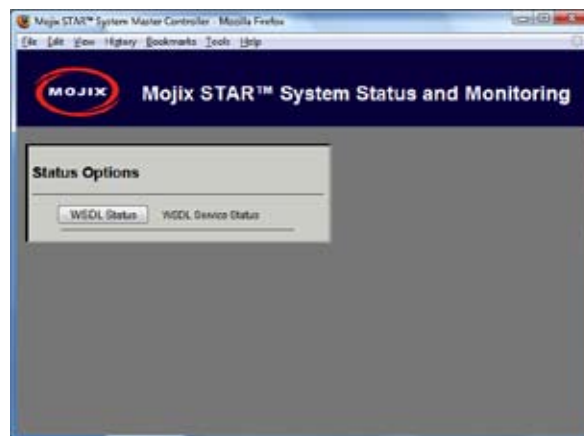 Mojix STAR™ System Master Controller - Mozilla Firefox
File Edit View History Bookmarks Tools Help
MOJIX
Mojix STAR™ System Status and Monitoring
Status Options
WSDL Status WSDL Service Status